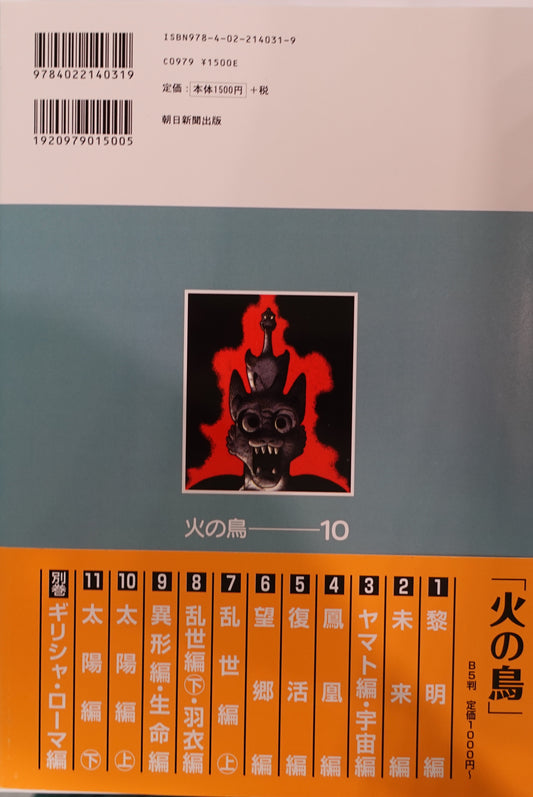 ISBN978-4-02-214031-9
C0979 ¥1500E
定価：本体1500円＋税
朝日新聞出版
9784022140319
1920979015005
火の鳥―10
「火の鳥」
B5判 定価1000円～
1 黎明編
2 未来編
3 ヤマト編・宇宙編
4 鳳凰編
5 復活編
6 望郷編
7 乱世編㊤
8 乱世編㊦・羽衣編
9 異形編・生命編
10 太陽編㊤
11 太陽編㊦
別巻 ギリシャ・ローマ編